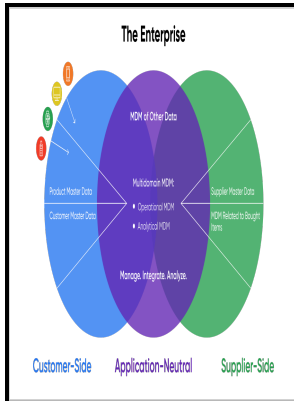 The Enterprise
MDM of Other Data
Multidomain MDM:
• Operational MDM
• Analytical MDM
Manage. Integrate. Analyze.
Product Master Data
Customer Master Data
Supplier Master Data
MDM Related to Bought
Items
Customer-Side
Application-Neutral
Supplier-Side